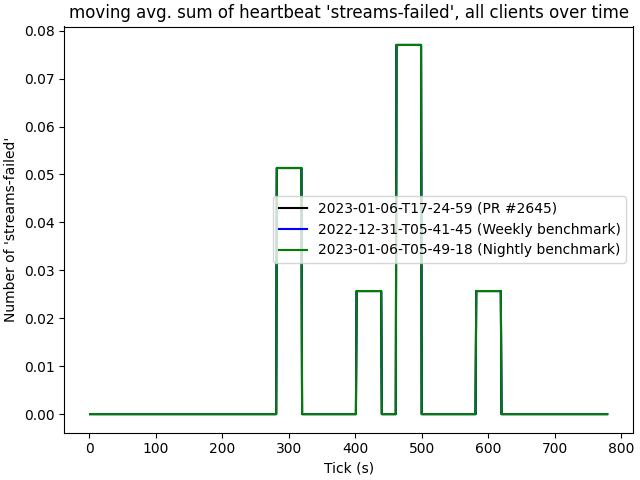 moving avg. sum of heartbeat 'streams-failed', all clients over time
Number of 'streams-failed'
0.08
0.07
0.06
0.05
0.04
0.03
0.02
0.01
0.00
2023-01-06-T17-24-59 (PR #2645)
2022-12-31-T05-41-45 (Weekly benchmark)
2023-01-06-T05-49-18 (Nightly benchmark)
0 100 200 300 400 500 600 700 800
Tick (s)